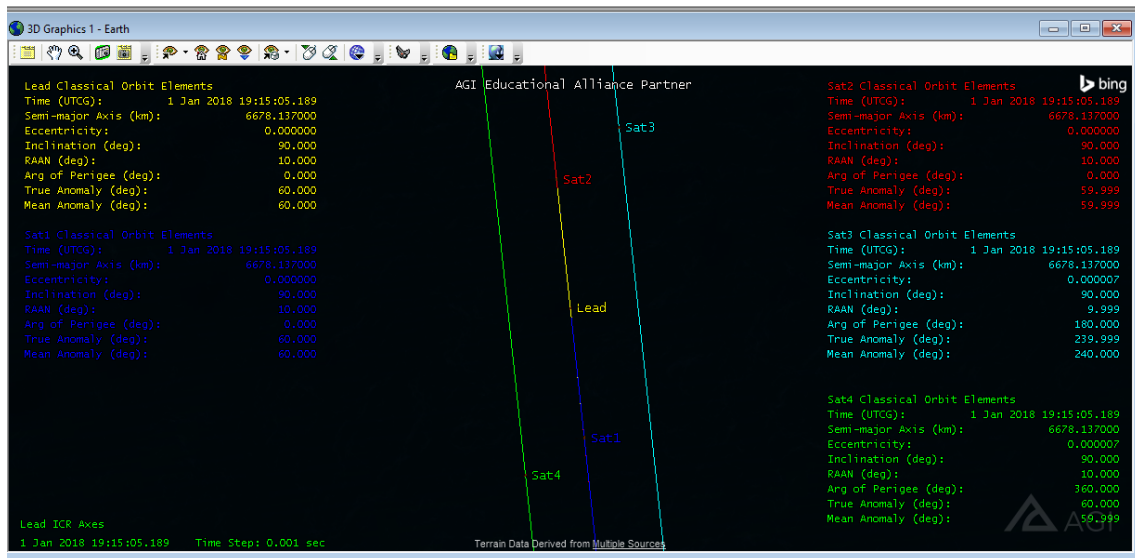 3D Graphics 1 - Earth
AGI Educational Alliance Partner
bing
Lead Classical Orbit Elements
Time (UTCG): 1 Jan 2018 19:15:05.189
Semi-major Axis (km): 6678.137000
Eccentricity: 0.000000
Inclination (deg): 90.000
RAAN (deg): 10.000
Arg of Perigee (deg): 0.000
True Anomaly (deg): 60.000
Mean Anomaly (deg): 60.000
Sat1 Classical Orbit Elements
Time (UTCG): 1 Jan 2018 19:15:05.189
Semi-major Axis (km): 6678.137000
Eccentricity: 0.000000
Inclination (deg): 90.000
RAAN (deg): 10.000
Arg of Perigee (deg): 0.000
True Anomaly (deg): 60.000
Mean Anomaly (deg): 60.000
Sat3
Sat2
Lead
Sat1
Sat4
Sat2 Classical Orbit Elements
Time (UTCG): 1 Jan 2018 19:15:05.189
Semi-major Axis (km): 6678.137000
Eccentricity: 0.000000
Inclination (deg): 90.000
RAAN (deg): 10.000
Arg of Perigee (deg): 0.000
True Anomaly (deg): 59.999
Mean Anomaly (deg): 59.999
Sat3 Classical Orbit Elements
Time (UTCG): 1 Jan 2018 19:15:05.189
Semi-major Axis (km): 6678.137000
Eccentricity: 0.000007
Inclination (deg): 90.000
RAAN (deg): 9.999
Arg of Perigee (deg): 180.000
True Anomaly (deg): 239.999
Mean Anomaly (deg): 240.000
Sat4 Classical Orbit Elements
Time (UTCG): 1 Jan 2018 19:15:05.189
Semi-major Axis (km): 6678.137000
Eccentricity: 0.000007
Inclination (deg): 90.000
RAAN (deg): 10.000
Arg of Perigee (deg): 360.000
True Anomaly (deg): 60.000
Mean Anomaly (deg): 59.999
AGI
Lead ICR Axes
1 Jan 2018 19:15:05.189 Time Step: 0.001 sec
Terrain Data Derived from Multiple Sources